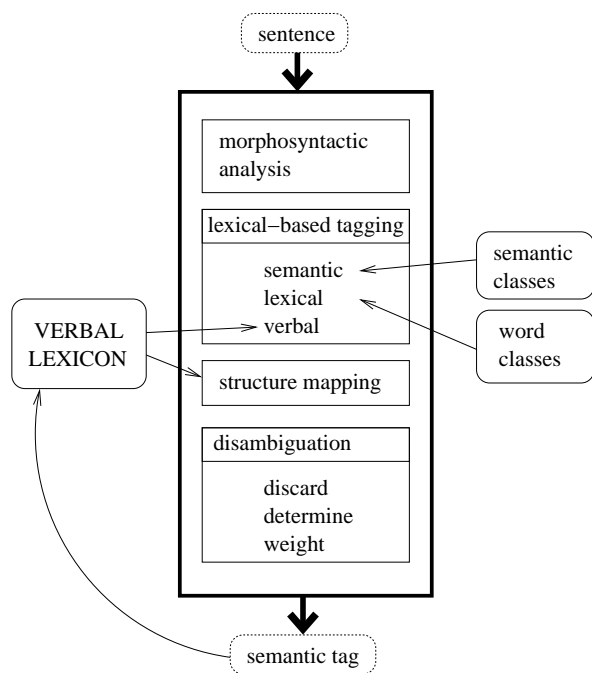 sentence
morphosyntactic
analysis
lexical−based tagging
semantic
lexical
verbal
semantic
classes
word
classes
VERBAL
LEXICON
structure mapping
disambiguation
discard
determine
weight
semantic tag